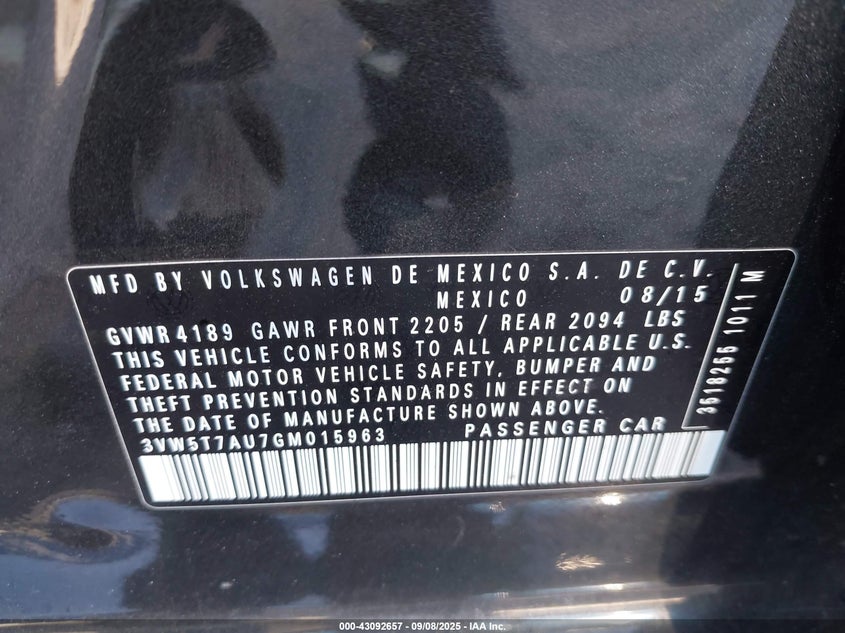 MFD BY VOLKSWAGEN DE MEXICO S.A. DE C.V.
MEXICO 08/15
GVWR 4189 GAWR FRONT 2205 / REAR 2094 LBS
THIS VEHICLE CONFORMS TO ALL APPLICABLE U.S.
FEDERAL MOTOR VEHICLE SAFETY, BUMPER AND
THEFT PREVENTION STANDARDS IN EFFECT ON
THE DATE OF MANUFACTURE SHOWN ABOVE.
3VW5T7AU7GM015963 PASSENGER CAR
3618266 1011 M
000-43092657 - 09/08/2025 - IAA Inc.